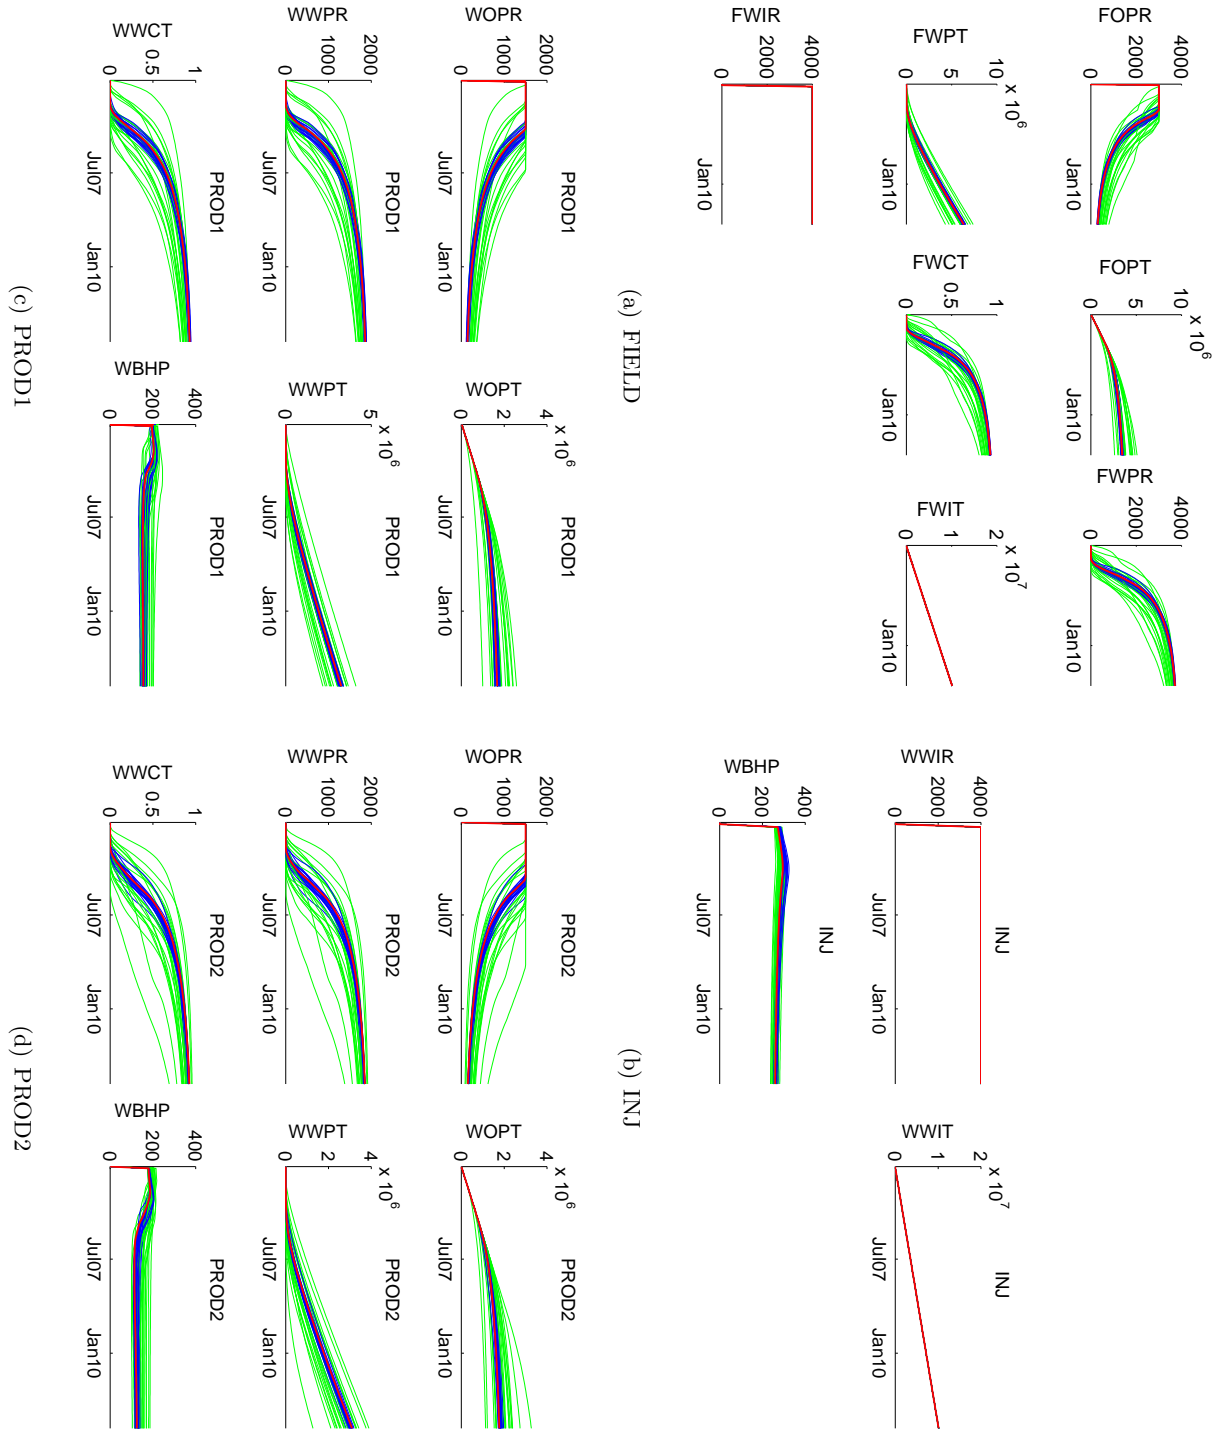 FOPR
4000
2000
0
Jan10
FOPT
x 10^6
10
5
0
Jan10
FWPR
4000
2000
0
Jan10
FWPT
x 10^6
10
5
0
Jan10
FWCT
1
0.5
0
Jan10
FWIT
x 10^7
2
1
0
Jan10
FWIR
4000
2000
0
Jan10
(a) FIELD
INJ
WWIR
4000
2000
0
Jul07
Jan10
INJ
WWIT
x 10^7
2
1
0
Jul07
Jan10
INJ
WBHP
400
200
0
Jul07
Jan10
(b) INJ
PROD1
WOPR
2000
1000
0
Jul07
Jan10
PROD1
WOPT
x 10^6
4
2
0
Jul07
Jan10
PROD1
WWPR
2000
1000
0
Jul07
Jan10
PROD1
WWPT
x 10^6
5
0
Jul07
Jan10
PROD1
WWCT
1
0.5
0
Jul07
Jan10
PROD1
WBHP
400
200
0
Jul07
Jan10
(c) PROD1
PROD2
WOPR
2000
1000
0
Jul07
Jan10
PROD2
WOPT
x 10^6
4
2
0
Jul07
Jan10
PROD2
WWPR
2000
1000
0
Jul07
Jan10
PROD2
WWPT
x 10^6
4
2
0
Jul07
Jan10
PROD2
WWCT
1
0.5
0
Jul07
Jan10
PROD2
WBHP
400
200
0
Jul07
Jan10
(d) PROD2